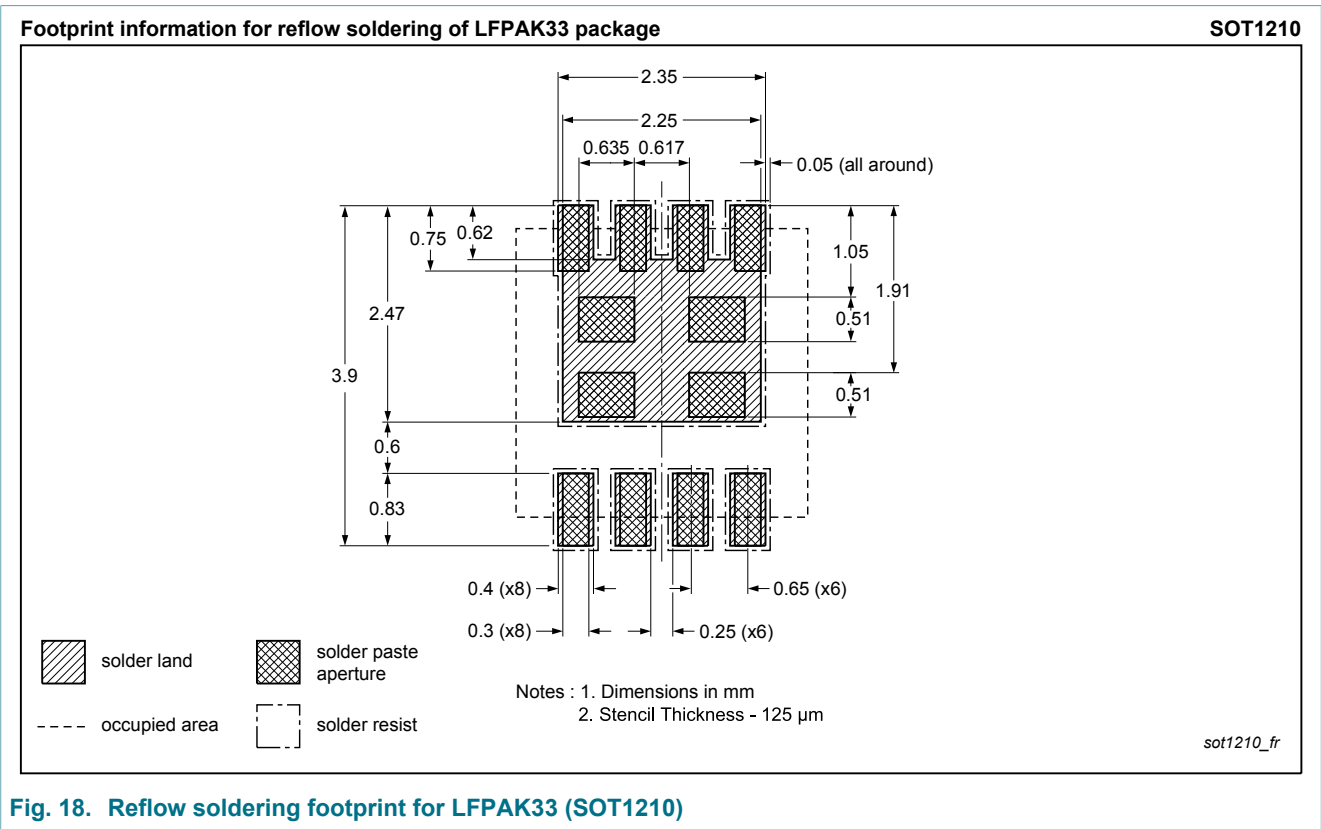 Footprint information for reflow soldering of LFPAK33 package SOT1210
2.35
2.25
0.635 0.617
0.05 (all around)
0.75 0.62
1.05
1.91
2.47
0.51
3.9
0.51
0.6
0.83
0.4 (x8)
0.65 (x6)
0.3 (x8)
0.25 (x6)
solder land
solder paste
aperture
occupied area
solder resist
Notes : 1. Dimensions in mm
2. Stencil Thickness - 125 µm
sot1210_fr
Fig. 18. Reflow soldering footprint for LFPAK33 (SOT1210)